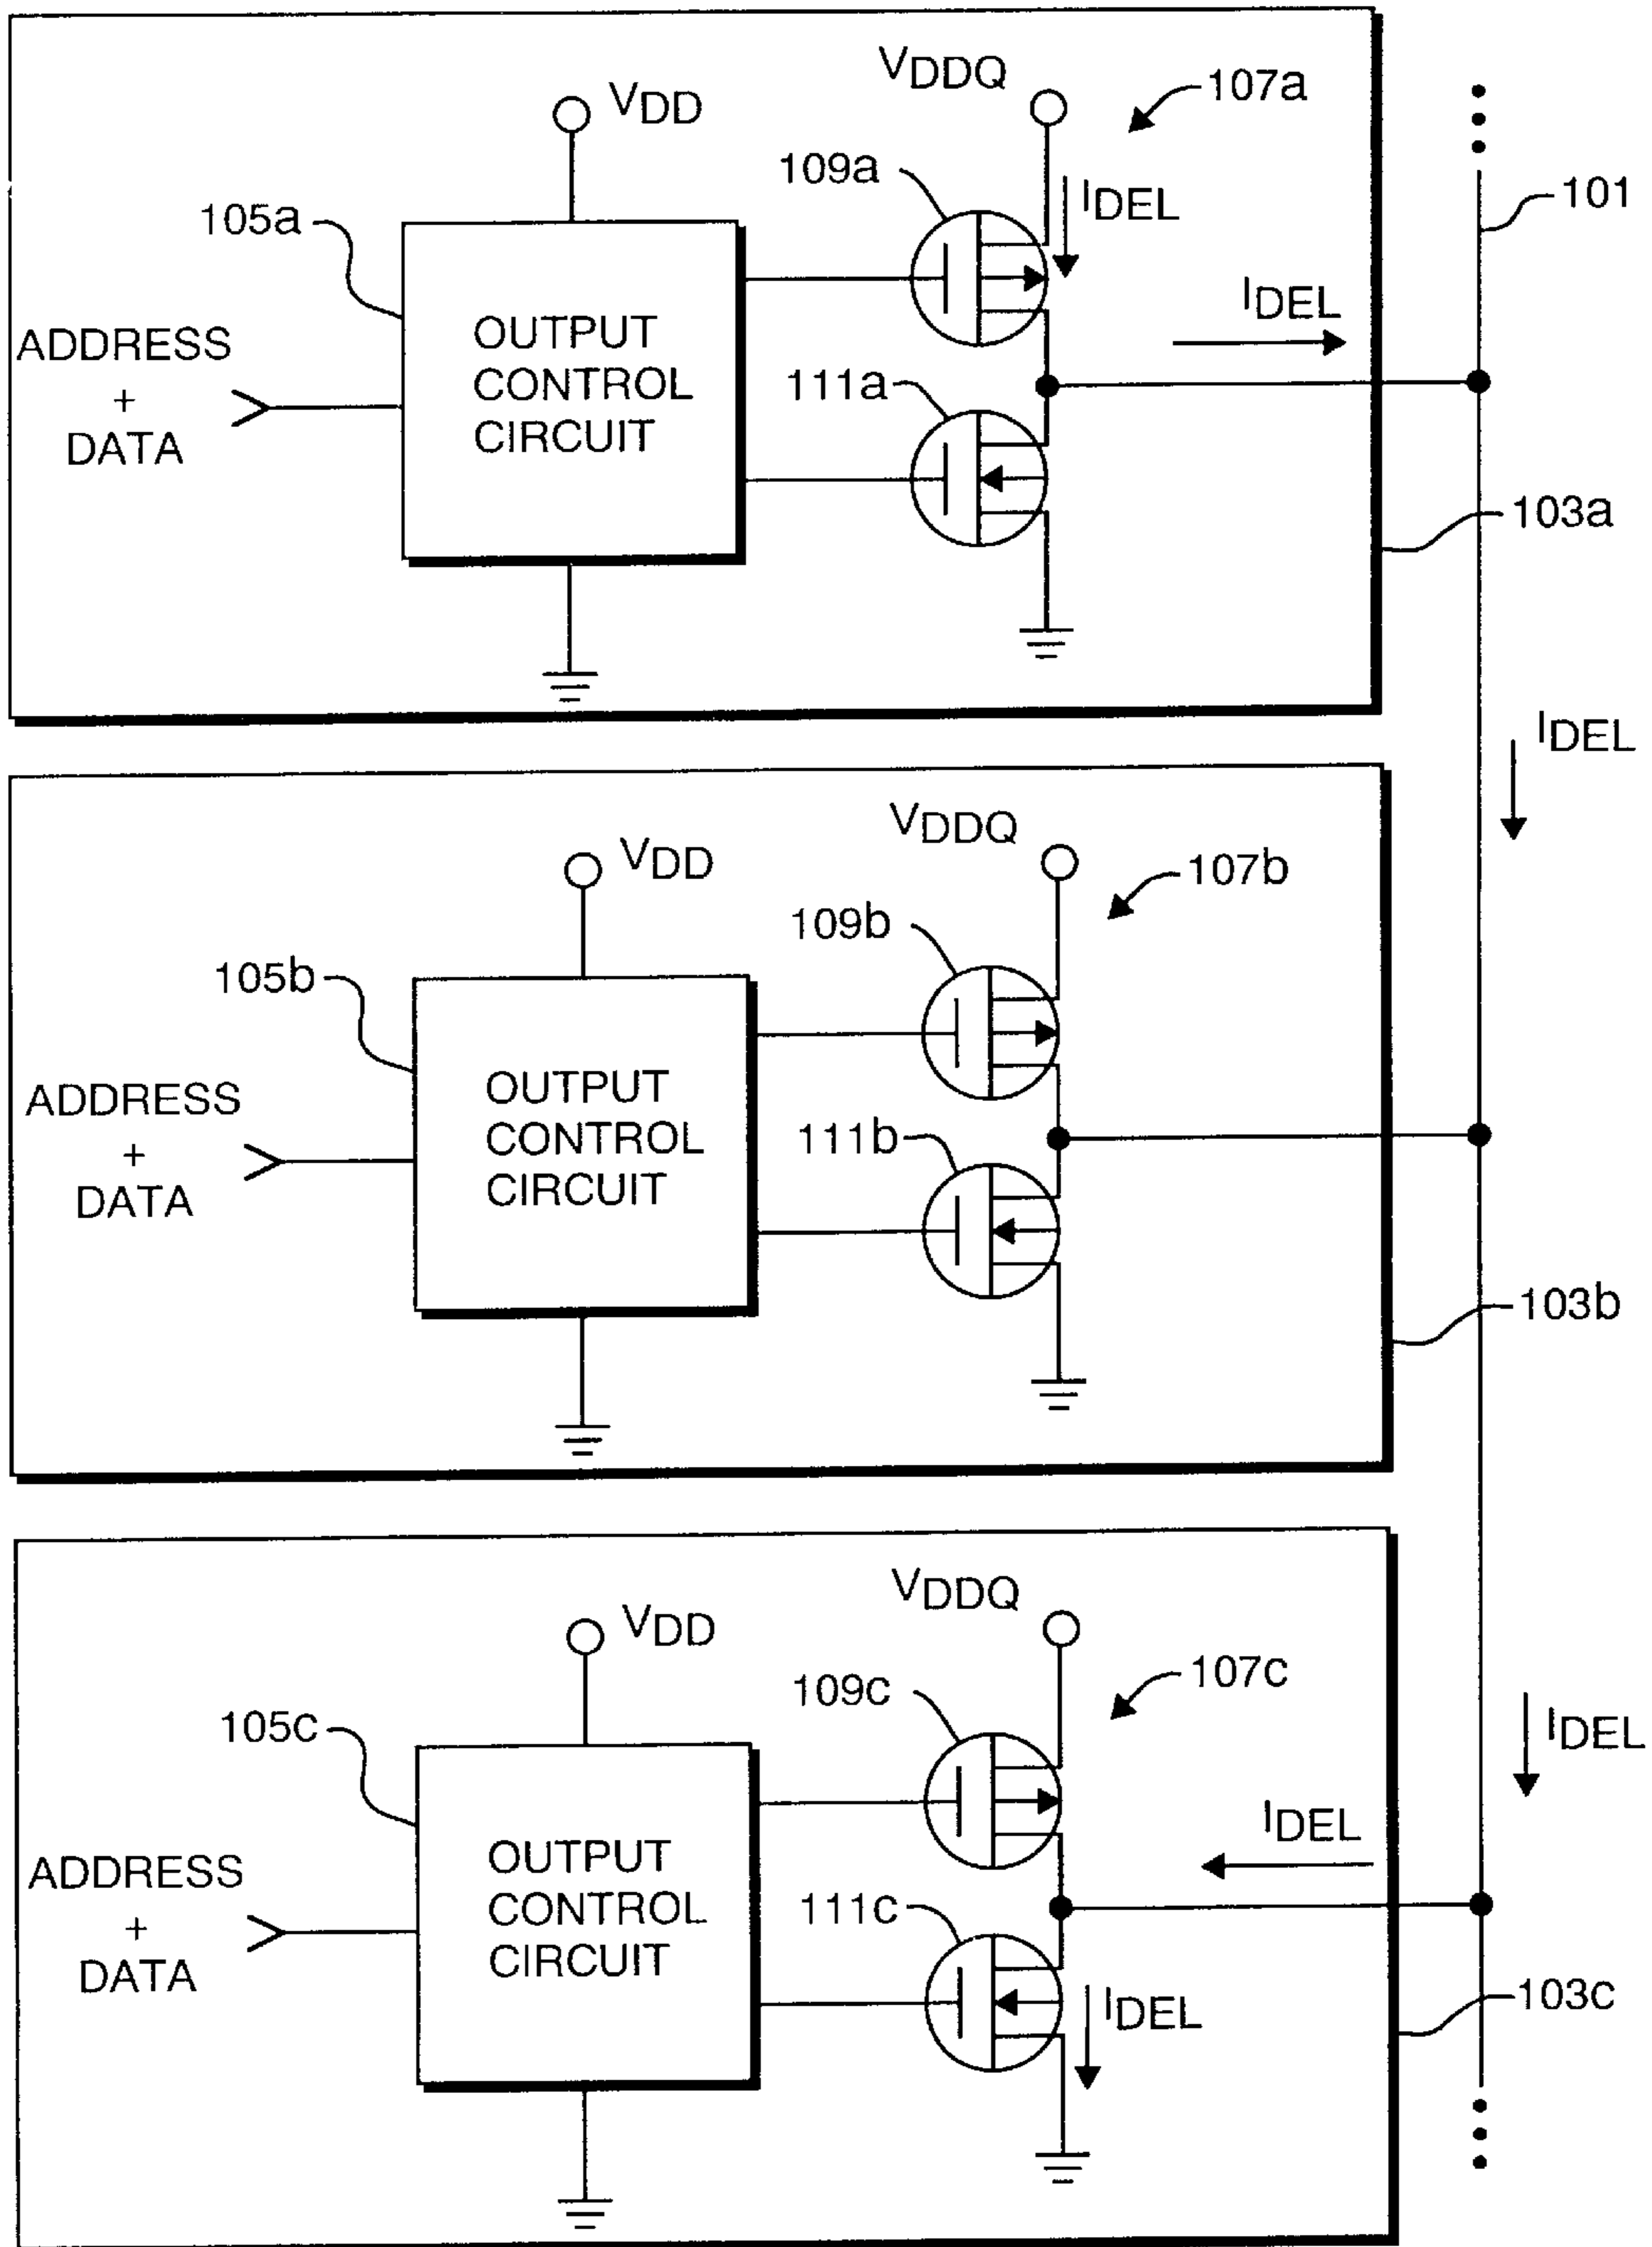 VDDQ
107a
VDD
109a
IDEL
101
105a
IDEL
ADDRESS
+
DATA
OUTPUT
CONTROL
CIRCUIT
111a
103a
IDEL
VDDQ
VDD
107b
109b
105b
ADDRESS
+
DATA
OUTPUT
CONTROL
CIRCUIT
111b
103b
VDDQ
VDD
107c
109c
105c
IDEL
IDEL
ADDRESS
+
DATA
OUTPUT
CONTROL
CIRCUIT
111c
IDEL
103c